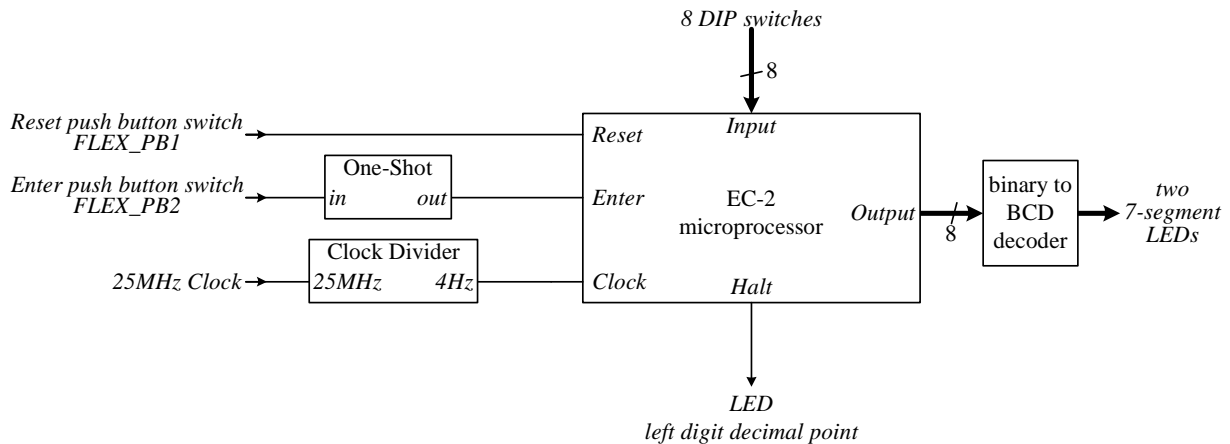 8 DIP switches
8
Reset push button switch
FLEX_PB1
Reset
Input
One-Shot
Enter push button switch
FLEX_PB2
in out
Enter
EC-2
microprocessor
Output
8
binary to
BCD
decoder
two
7-segment
LEDs
Clock Divider
25MHz Clock
25MHz 4Hz
Clock
Halt
LED
left digit decimal point